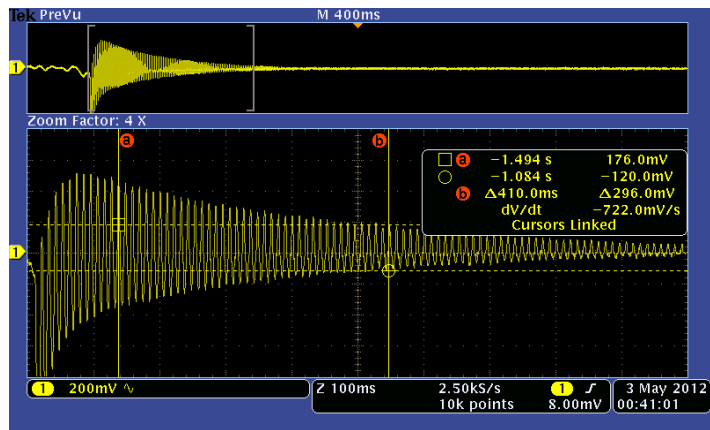 Tek PreVu M 400ms
1
Zoom Factor: 4 X
a b
a −1.494 s 176.0mV
−1.084 s −120.0mV
b Δ410.0ms Δ296.0mV
dV/dt −722.0mV/s
Cursors Linked
1
1 200mV ∿ Z 100ms 2.50kS/s 1 ∫ 3 May 2012
10k points 8.00mV 00:41:01